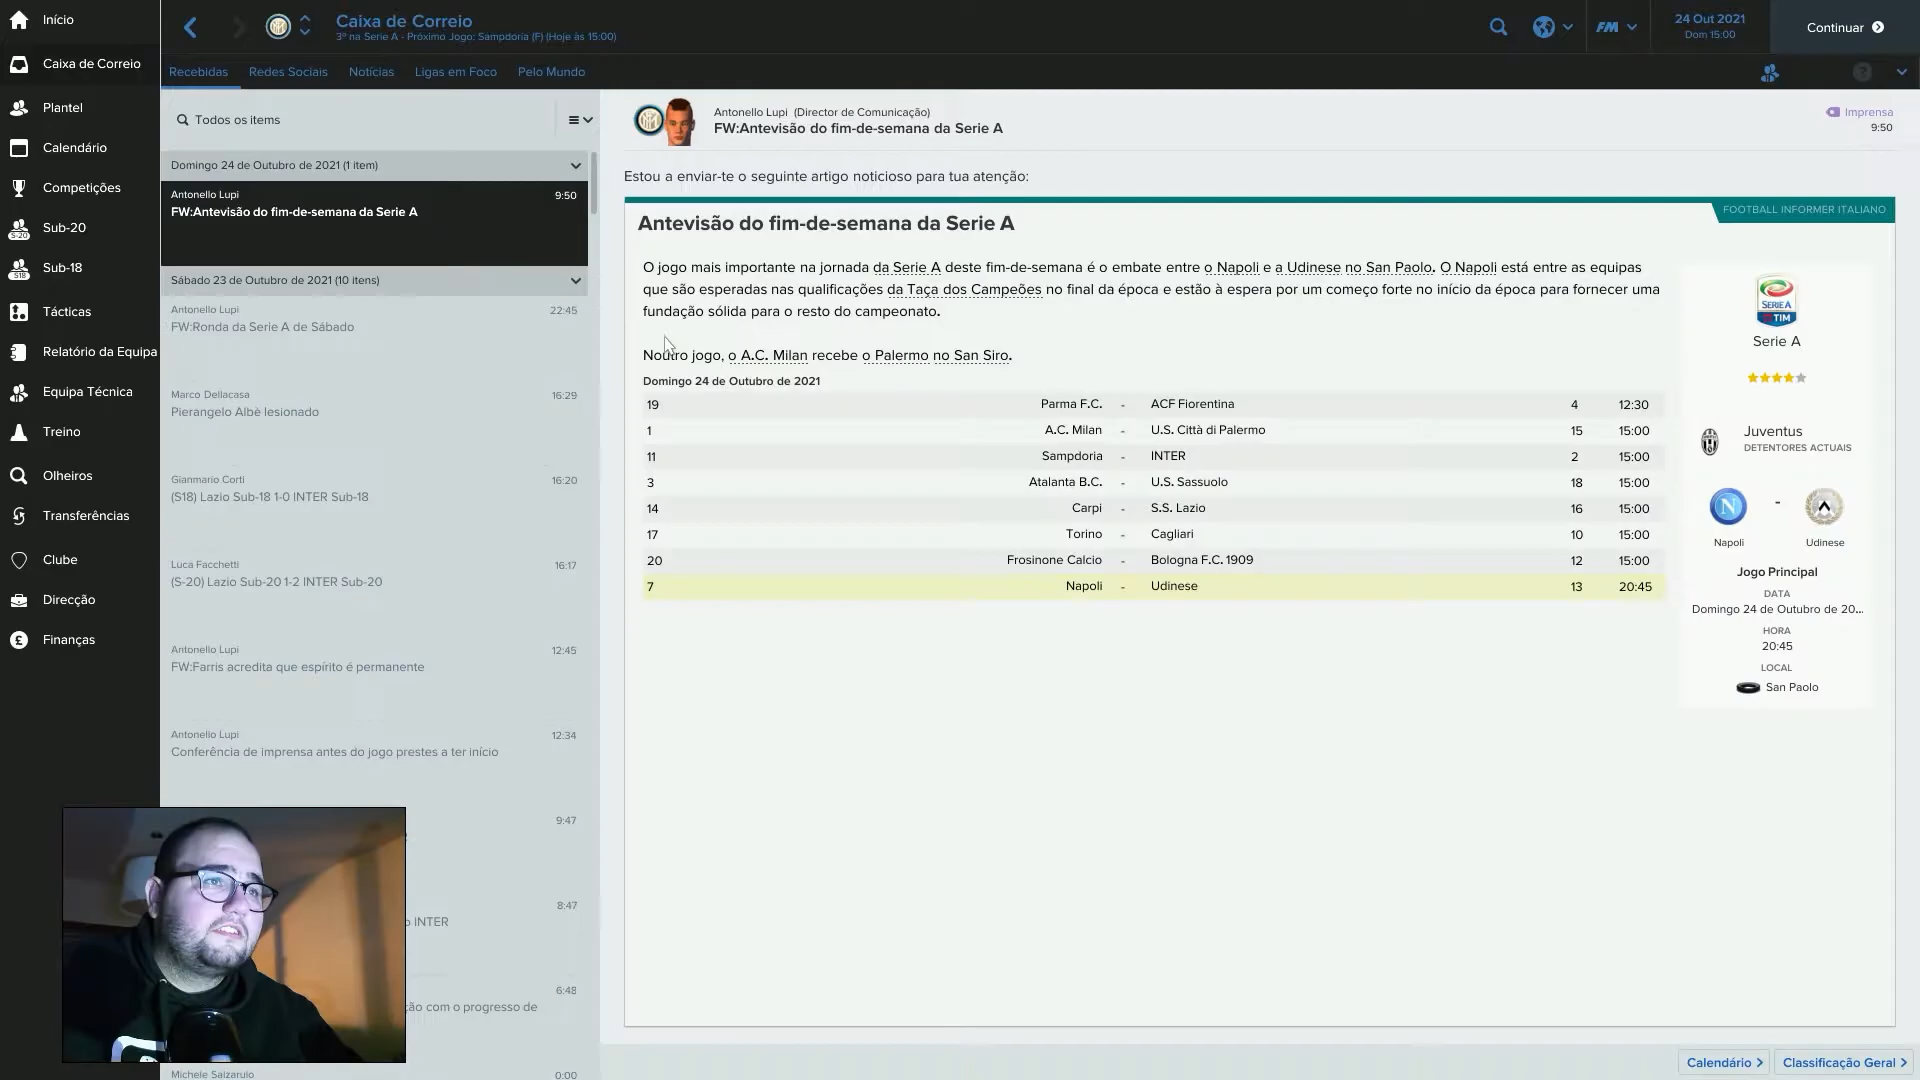 Início
Caixa de Correio
Plantel
Calendário
Competições
Sub-20
Sub-18
Tácticas
Relatório da Equipa
Equipa Técnica
Treino
Olheiros
Transferências
Clube
Direcção
Finanças
Caixa de Correio
3º na Serie A - Próximo Jogo: Sampdoria (F) (Hoje às 15:00)
FM
24 Out 2021
Dom 15:00
Continuar
Recebidas Redes Sociais Notícias Ligas em Foco Pelo Mundo
Todos os items
Domingo 24 de Outubro de 2021 (1 item)
Antonello Lupi 9:50
FW:Antevisão do fim-de-semana da Serie A
Sábado 23 de Outubro de 2021 (10 itens)
Antonello Lupi 22:45
FW:Ronda da Serie A de Sábado
Marco Dellacasa 16:29
Pierangelo Albè lesionado
Gianmario Corti 16:20
(S18) Lazio Sub-18 1-0 INTER Sub-18
Luca Facchetti 16:17
(S-20) Lazio Sub-20 1-2 INTER Sub-20
Antonello Lupi 12:45
FW:Farris acredita que espírito é permanente
Antonello Lupi 12:34
Conferência de imprensa antes do jogo prestes a ter início
9:47
8:47
INTER
6:48
com o progresso de
0:00
Antonello Lupi (Director de Comunicação)
FW:Antevisão do fim-de-semana da Serie A
Imprensa
9:50
Estou a enviar-te o seguinte artigo noticioso para tua atenção:
FOOTBALL INFORMER ITALIANO
Antevisão do fim-de-semana da Serie A
O jogo mais importante na jornada da Serie A deste fim-de-semana é o embate entre o Napoli e a Udinese no San Paolo. O Napoli está entre as equipas
que são esperadas nas qualificações da Taça dos Campeões no final da época e estão à espera por um começo forte no início da época para fornecer uma
fundação sólida para o resto do campeonato.
Noutro jogo, o A.C. Milan recebe o Palermo no San Siro.
Domingo 24 de Outubro de 2021
19 Parma F.C. - ACF Fiorentina 4 12:30
1 A.C. Milan - U.S. Città di Palermo 15 15:00
11 Sampdoria - INTER 2 15:00
3 Atalanta B.C. - U.S. Sassuolo 18 15:00
14 Carpi - S.S. Lazio 16 15:00
17 Torino - Cagliari 10 15:00
20 Frosinone Calcio - Bologna F.C. 1909 12 15:00
7 Napoli - Udinese 13 20:45
SERIE A
TIM
Serie A
Juventus
DETENTORES ACTUAIS
N -
Napoli Udinese
Jogo Principal
DATA
Domingo 24 de Outubro de 20...
HORA
20:45
LOCAL
San Paolo
Calendário > Classificação Geral >